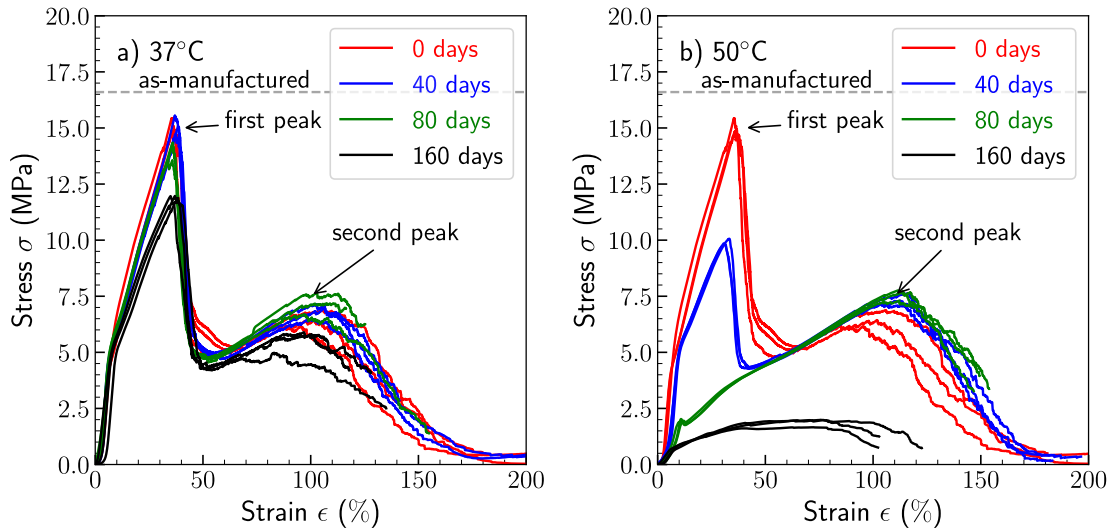 a) 37°C
as-manufactured
first peak
second peak
0 days
40 days
80 days
160 days
20.0
17.5
15.0
12.5
10.0
7.5
5.0
2.5
0.0
0
50
100
150
200
Stress σ (MPa)
Strain ϵ (%)
b) 50°C
as-manufactured
first peak
second peak
0 days
40 days
80 days
160 days
20.0
17.5
15.0
12.5
10.0
7.5
5.0
2.5
0.0
0
50
100
150
200
Stress σ (MPa)
Strain ϵ (%)